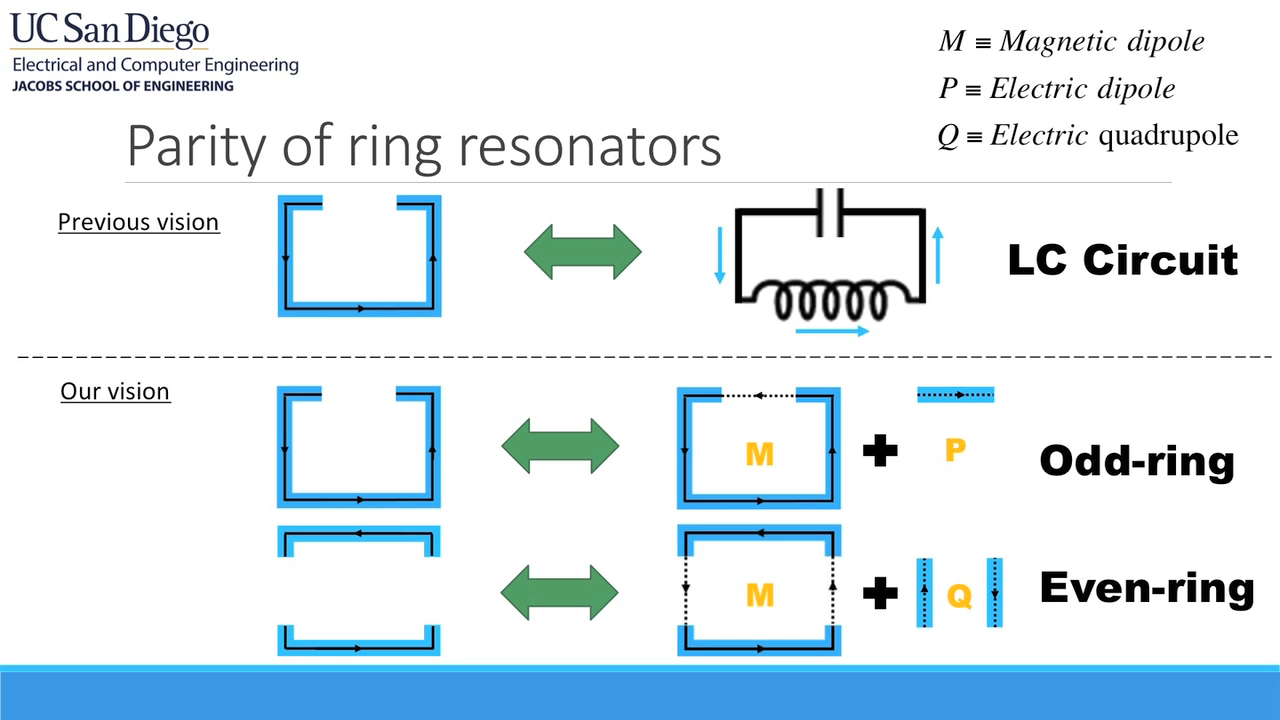 UC San Diego
Electrical and Computer Engineering
JACOBS SCHOOL OF ENGINEERING
M ≡ Magnetic dipole
P ≡ Electric dipole
Q ≡ Electric quadrupole
Parity of ring resonators
Previous vision
LC Circuit
Our vision
M
+
P
Odd-ring
M
+
Q
Even-ring